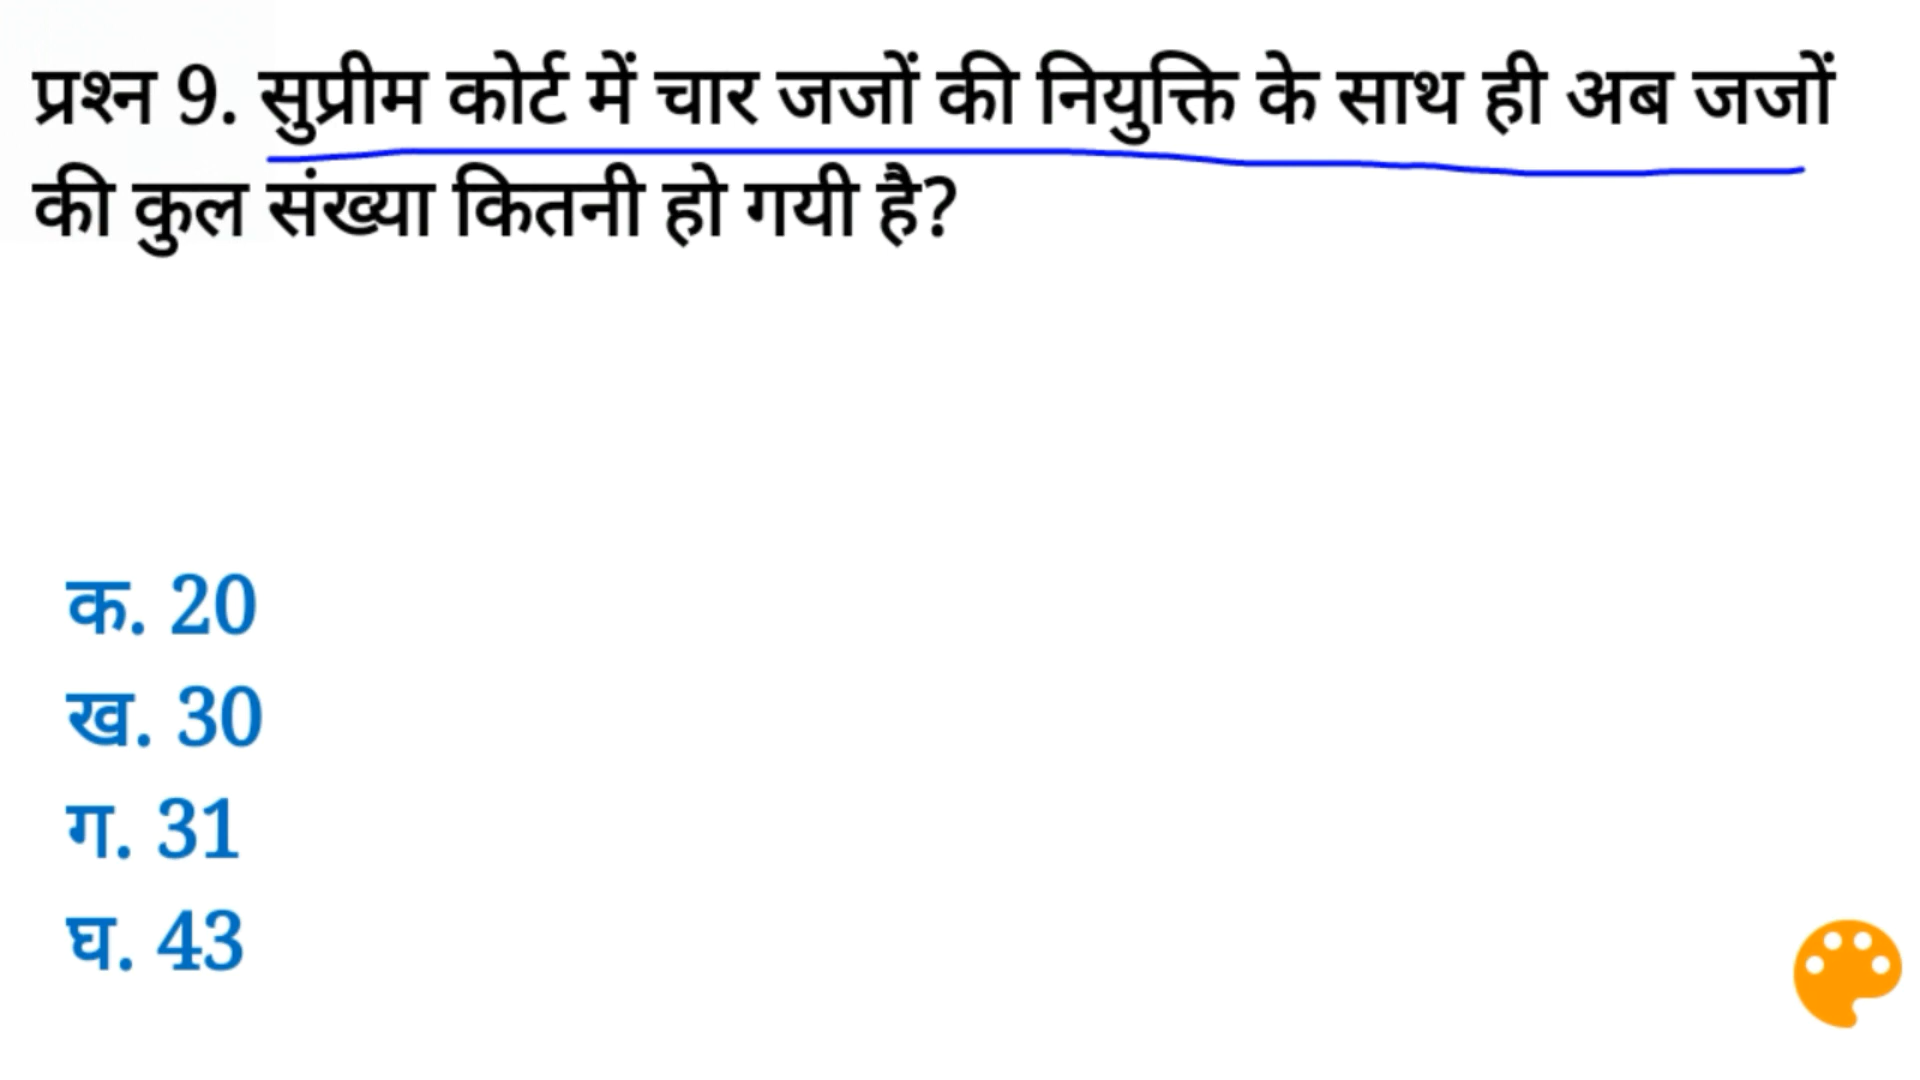 प्रश्न 9. सुप्रीम कोर्ट में चार जजों की नियुक्ति के साथ ही अब जजों
की कुल संख्या कितनी हो गयी है?
क. 20
ख. 30
ग. 31
घ. 43